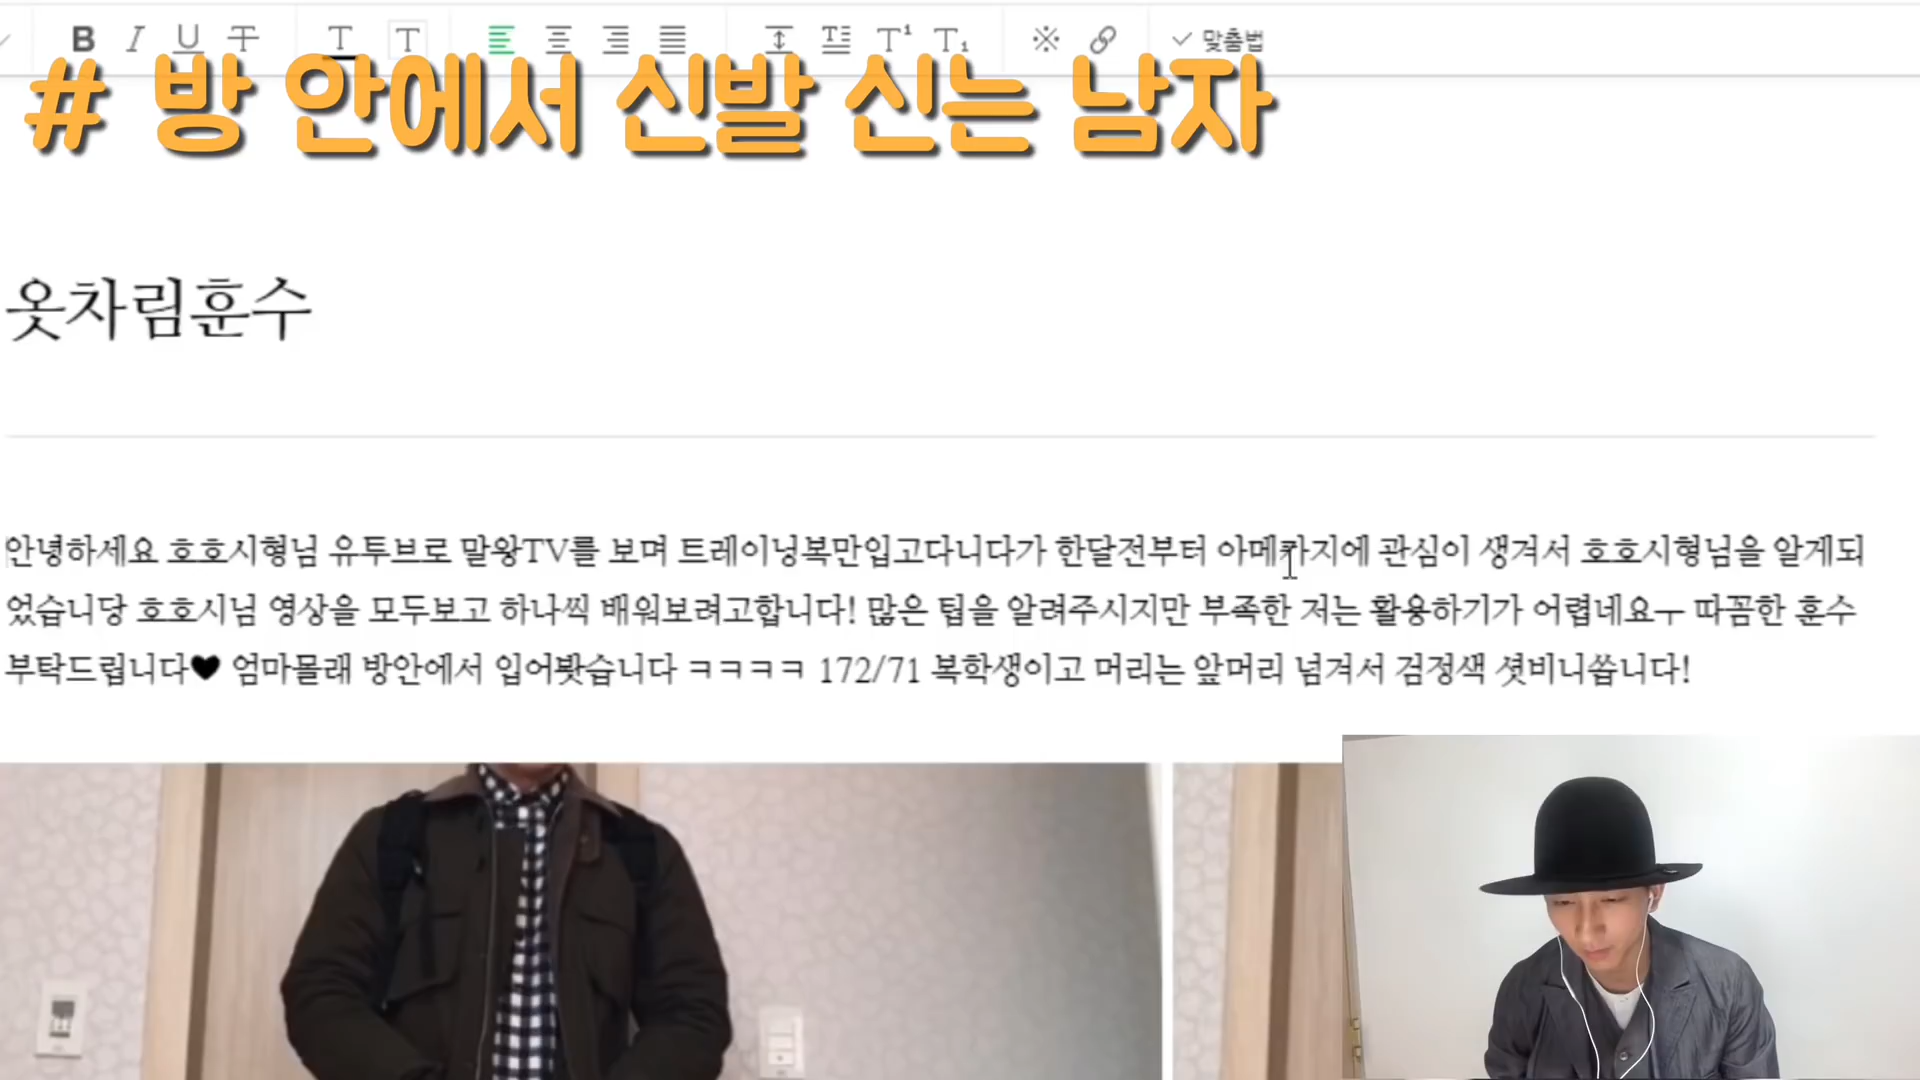 B I U T T T T¹ T₁ ※ 맞춤법
# 방 안에서 신발 신는 남자
옷차림훈수
안녕하세요 호호시형님 유투브로 말왕TV를 보며 트레이닝복만입고다니다가 한달전부터 아메카지에 관심이 생겨서 호호시형님을 알게되
었습니당 호호시님 영상을 모두보고 하나씩 배워보려고합니다! 많은 팁을 알려주시지만 부족한 저는 활용하기가 어렵네요ㅜ 따꼼한 훈수
부탁드립니다♥ 엄마몰래 방안에서 입어봣습니다 ㅋㅋㅋㅋ 172/71 복학생이고 머리는 앞머리 넘겨서 검정색 숏비니씁니다!